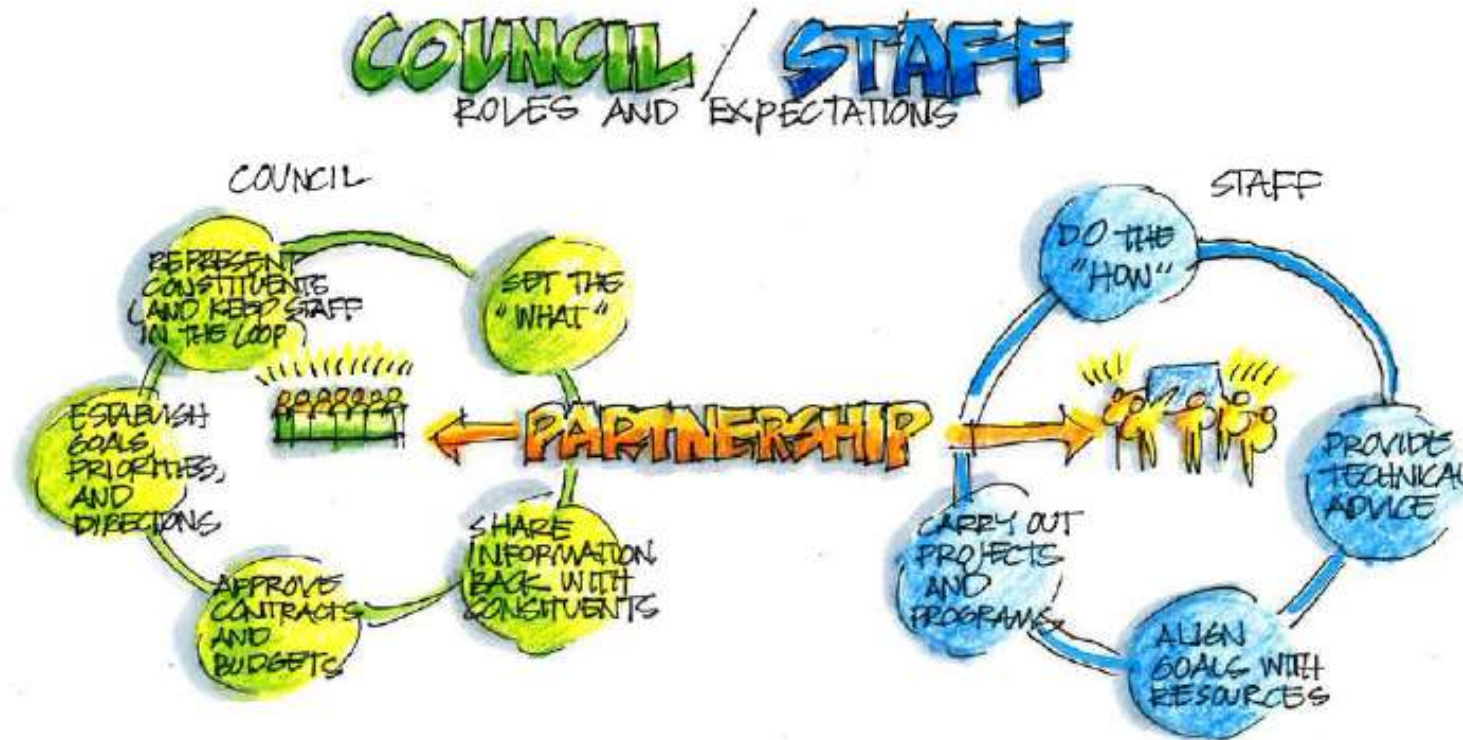 COUNCIL / STAFF
ROLES AND EXPECTATIONS
COUNCIL
REPRESENT
CONSTITUENTS
(AND KEEP STAFF
IN THE LOOP)
SET THE
"WHAT"
ESTABLISH
GOALS,
PRIORITIES,
AND
DIRECTIONS
SHARE
INFORMATION
BACK WITH
CONSITUENTS
APPROVE
CONTRACTS
AND
BUDGETS
PARTNERSHIP
STAFF
DO THE
"HOW"
PROVIDE
TECHNICAL
ADVICE
CARRY OUT
PROJECTS
AND
PROGRAMS
ALIGN
GOALS WITH
RESOURCES